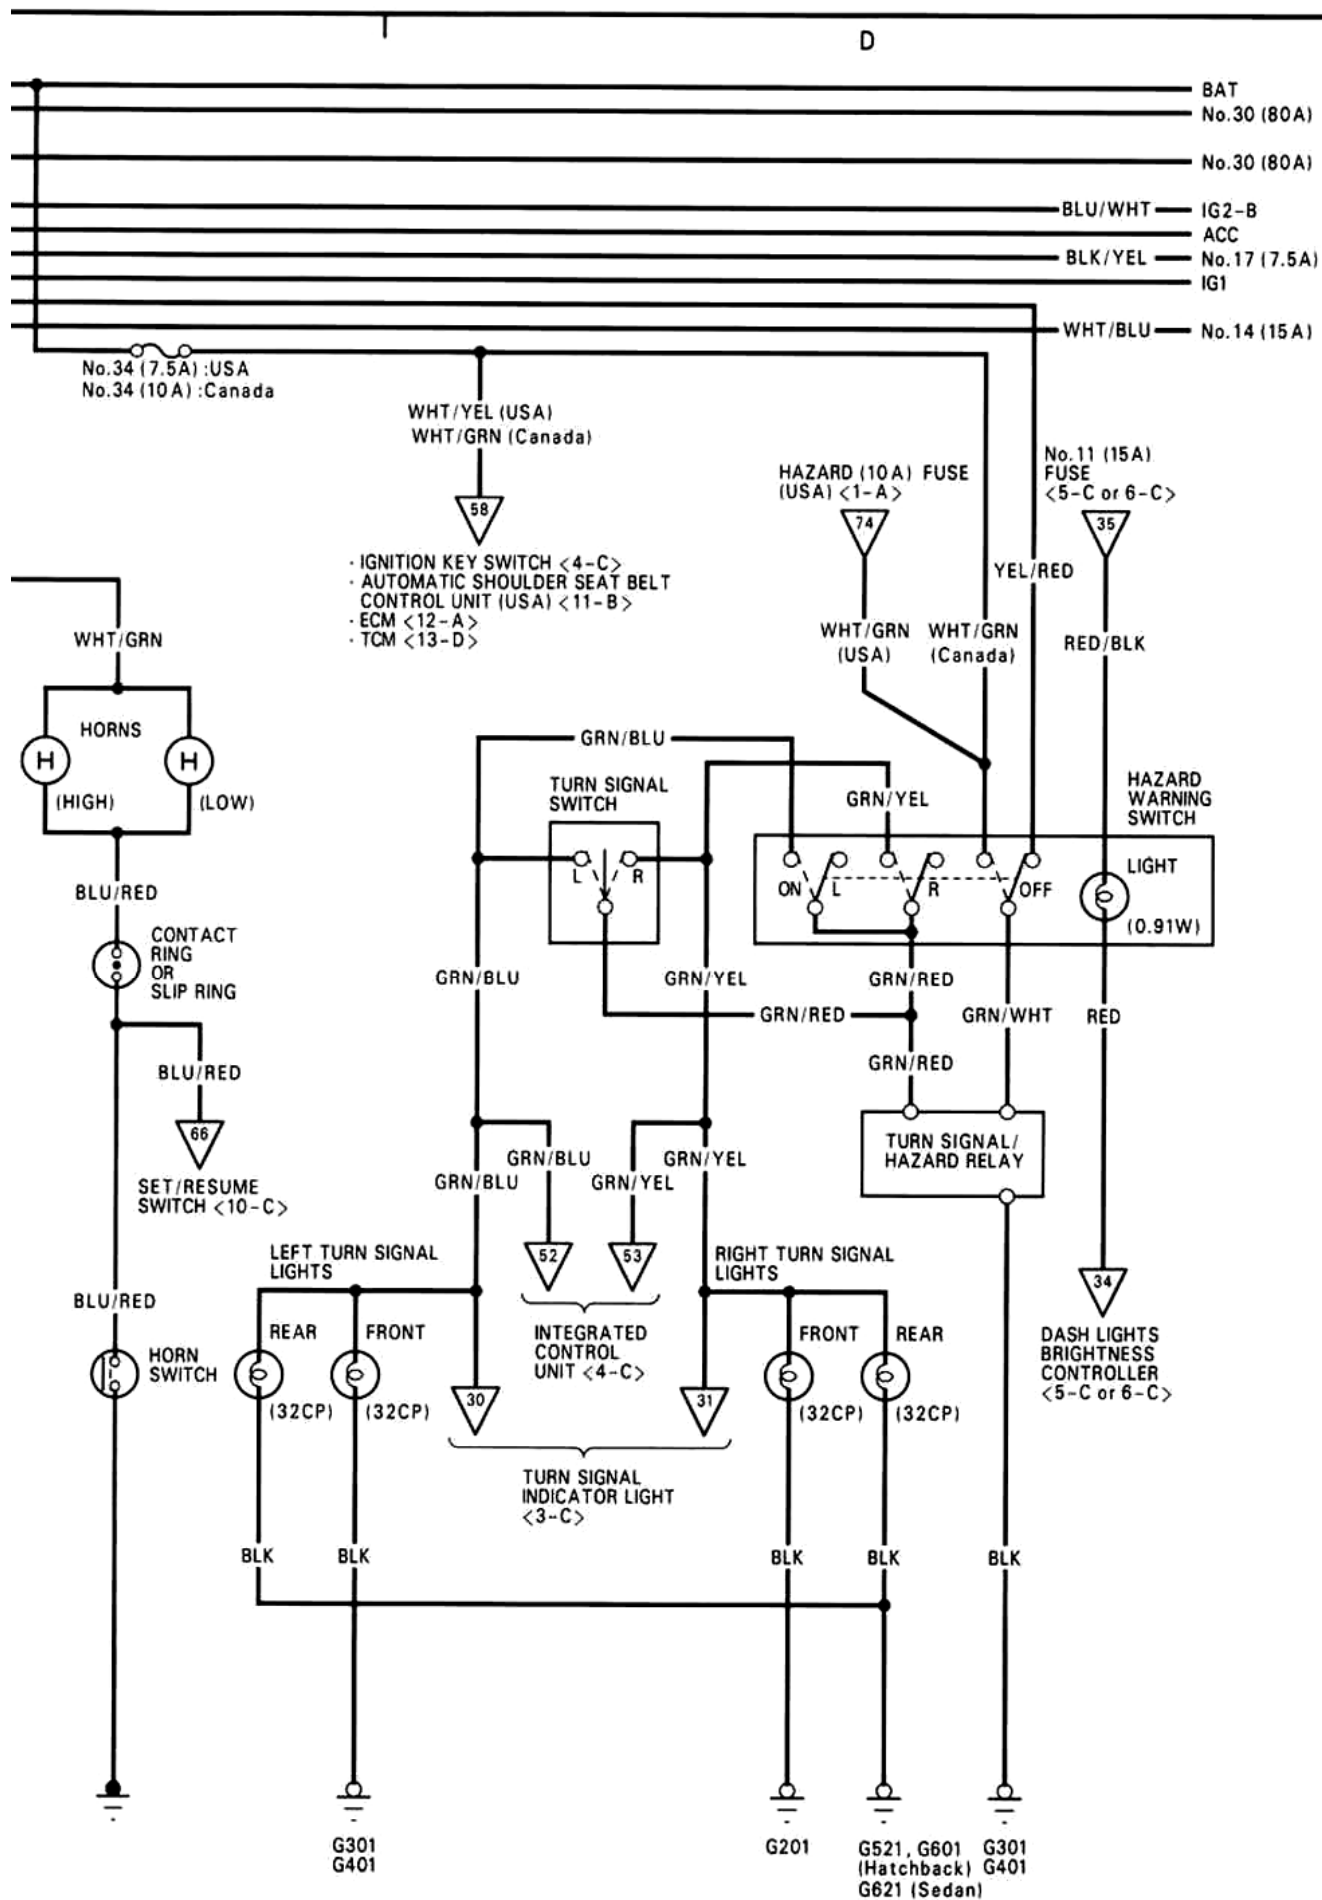 D
BAT
No.30 (80A)
No.30 (80A)
BLU/WHT IG2-B
ACC
BLK/YEL No.17 (7.5A)
IG1
WHT/BLU No.14 (15A)
No.34 (7.5A) :USA
No.34 (10A) :Canada
WHT/YEL (USA)
WHT/GRN (Canada)
58
· IGNITION KEY SWITCH <4-C>
· AUTOMATIC SHOULDER SEAT BELT
CONTROL UNIT (USA) <11-B>
· ECM <12-A>
· TCM <13-D>
HAZARD (10A) FUSE
(USA) <1-A>
74
No.11 (15A)
FUSE
<5-C or 6-C>
35
YEL/RED
WHT/GRN
(USA)
WHT/GRN
(Canada)
RED/BLK
WHT/GRN
HORNS
H
H
(HIGH)
(LOW)
BLU/RED
CONTACT
RING
OR
SLIP RING
BLU/RED
66
SET/RESUME
SWITCH <10-C>
BLU/RED
HORN
SWITCH
GRN/BLU
TURN SIGNAL
SWITCH
L
R
GRN/YEL
HAZARD
WARNING
SWITCH
ON
L
R
OFF
LIGHT
(0.91W)
GRN/BLU
GRN/YEL
GRN/RED
GRN/RED
GRN/WHT
RED
GRN/RED
TURN SIGNAL/
HAZARD RELAY
GRN/BLU
GRN/BLU
GRN/YEL
GRN/YEL
52
53
INTEGRATED
CONTROL
UNIT <4-C>
LEFT TURN SIGNAL
LIGHTS
REAR
FRONT
(32CP)
(32CP)
30
31
TURN SIGNAL
INDICATOR LIGHT
<3-C>
RIGHT TURN SIGNAL
LIGHTS
FRONT
REAR
(32CP)
(32CP)
34
DASH LIGHTS
BRIGHTNESS
CONTROLLER
<5-C or 6-C>
BLK
BLK
BLK
BLK
BLK
G301
G401
G201
G521, G601
(Hatchback)
G621 (Sedan)
G301
G401